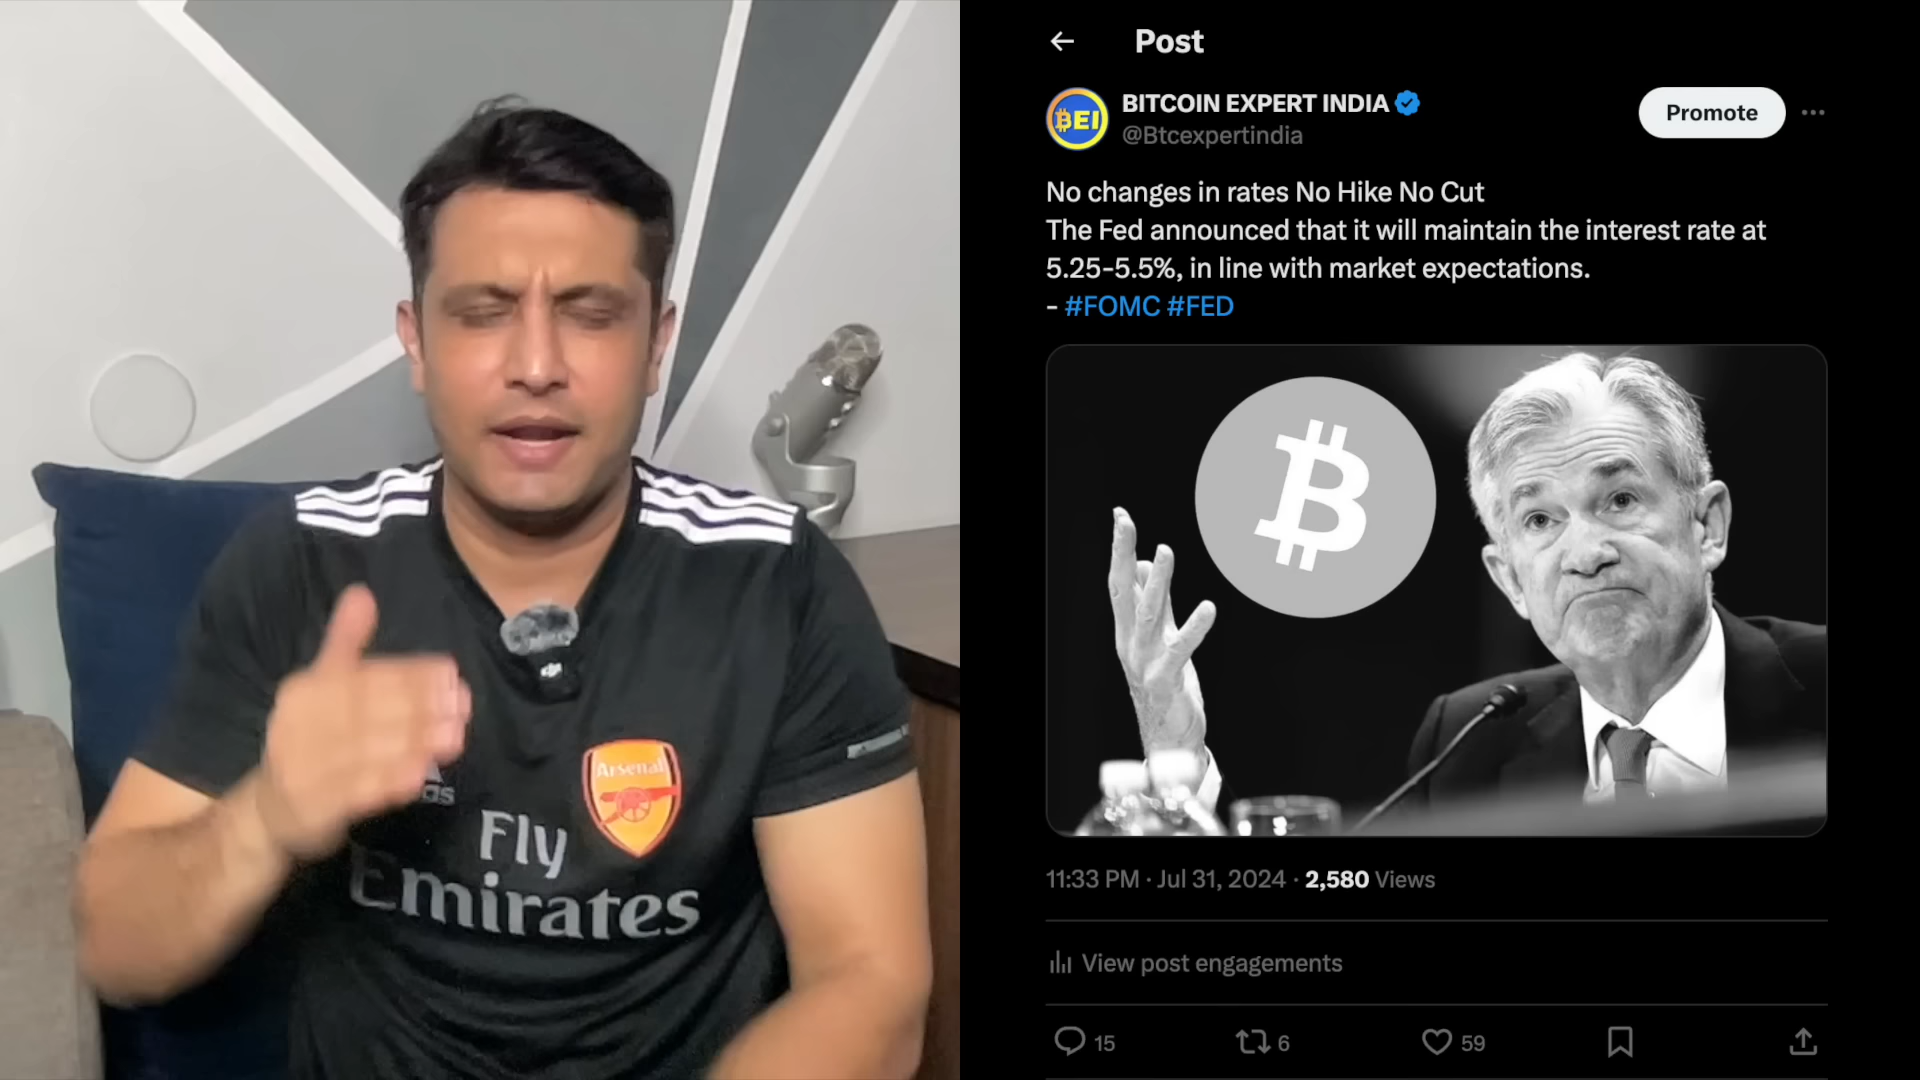 Arsenal
Fly
Emirates
Post
BEI
BITCOIN EXPERT INDIA
@Btcexpertindia
Promote
No changes in rates No Hike No Cut
The Fed announced that it will maintain the interest rate at
5.25-5.5%, in line with market expectations.
- #FOMC #FED
11:33 PM · Jul 31, 2024 · 2,580 Views
View post engagements
15 6 59